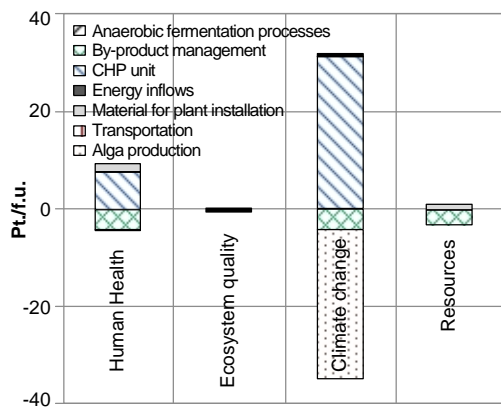 40
Anaerobic fermentation processes
By-product management
CHP unit
Energy inflows
20
Material for plant installation
Transportation
Alga production
Pt./f.u.
0
-20
-40
Human Health
Ecosystem quality
Climate change
Resources